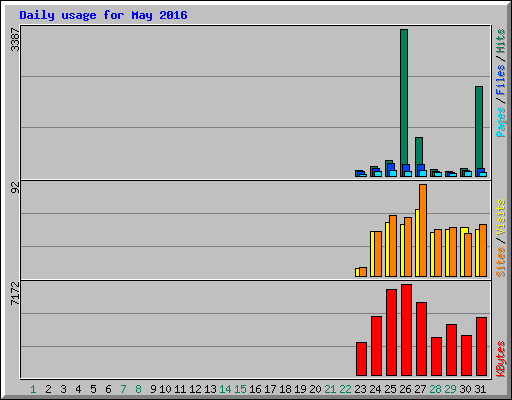 Daily usage for May 2016
3387
Pages / Files / Hits
92
Sites / Visits
7172
KBytes
1 2 3 4 5 6 7 8 9 10 11 12 13 14 15 16 17 18 19 20 21 22 23 24 25 26 27 28 29 30 31